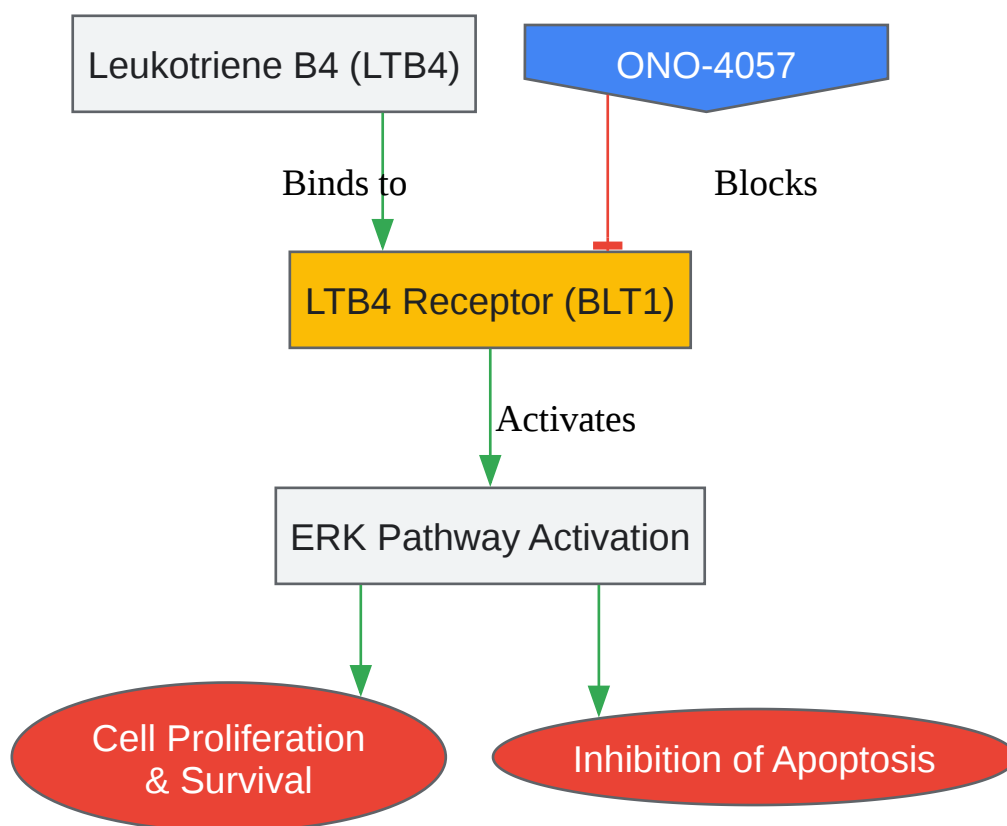 Leukotriene B4 (LTB4)
ONO-4057
Binds to
Blocks
LTB4 Receptor (BLT1)
Activates
ERK Pathway Activation
Cell Proliferation
& Survival
Inhibition of Apoptosis